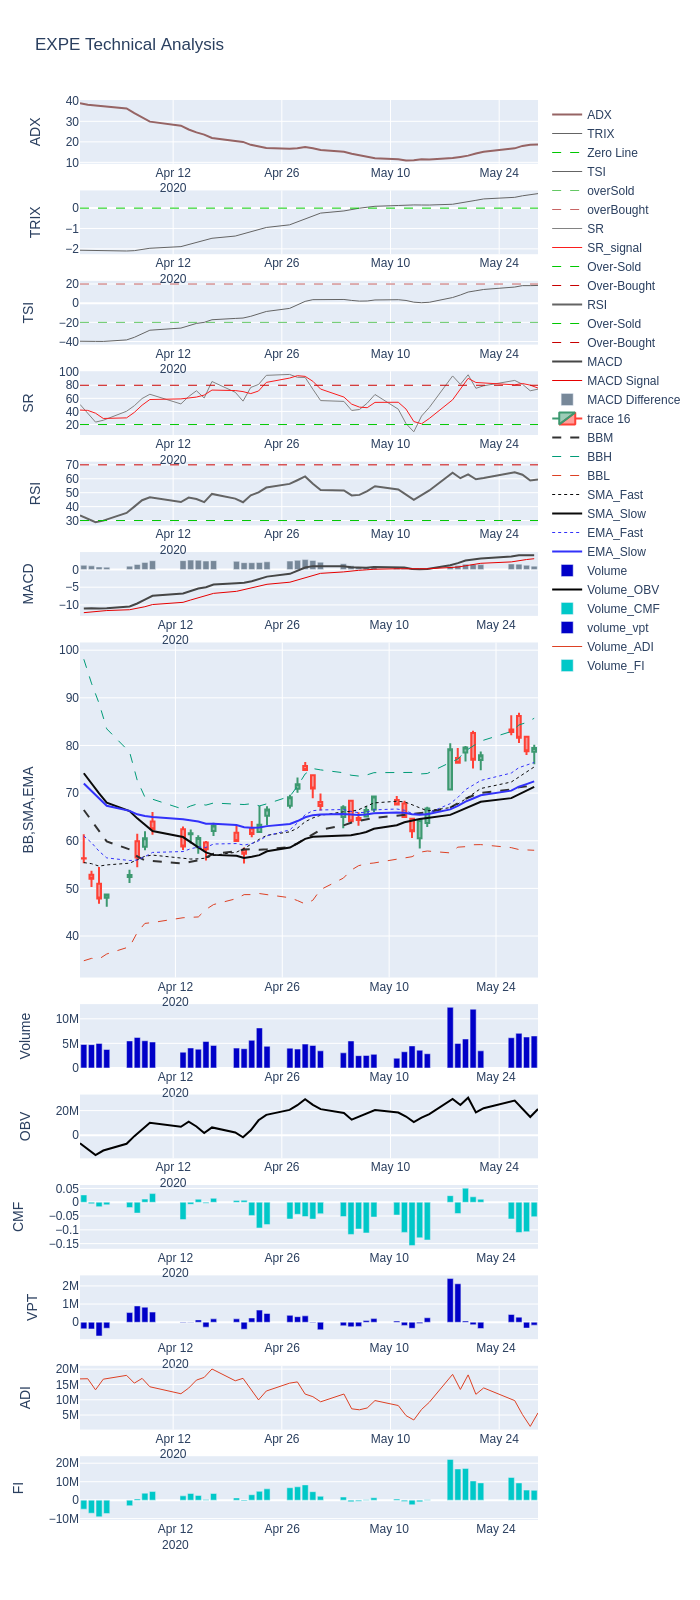 EXPE Technical Analysis
ADX
40
30
20
10
Apr 12
2020
Apr 26
May 10
May 24
TRIX
0
−1
−2
Apr 12
2020
Apr 26
May 10
May 24
TSI
20
0
−20
−40
Apr 12
2020
Apr 26
May 10
May 24
SR
100
80
60
40
20
Apr 12
2020
Apr 26
May 10
May 24
RSI
70
60
50
40
30
Apr 12
2020
Apr 26
May 10
May 24
MACD
0
−5
−10
Apr 12
2020
Apr 26
May 10
May 24
BB,SMA,EMA
100
90
80
70
60
50
40
Apr 12
2020
Apr 26
May 10
May 24
Volume
10M
5M
0
Apr 12
2020
Apr 26
May 10
May 24
OBV
20M
0
Apr 12
2020
Apr 26
May 10
May 24
CMF
0.05
0
−0.05
−0.1
−0.15
Apr 12
2020
Apr 26
May 10
May 24
VPT
2M
1M
0
Apr 12
2020
Apr 26
May 10
May 24
ADI
20M
15M
10M
5M
Apr 12
2020
Apr 26
May 10
May 24
FI
20M
10M
0
−10M
Apr 12
2020
Apr 26
May 10
May 24
ADX
TRIX
Zero Line
TSI
overSold
overBought
SR
SR_signal
Over-Sold
Over-Bought
RSI
Over-Sold
Over-Bought
MACD
MACD Signal
MACD Difference
trace 16
BBM
BBH
BBL
SMA_Fast
SMA_Slow
EMA_Fast
EMA_Slow
Volume
Volume_OBV
Volume_CMF
volume_vpt
Volume_ADI
Volume_FI